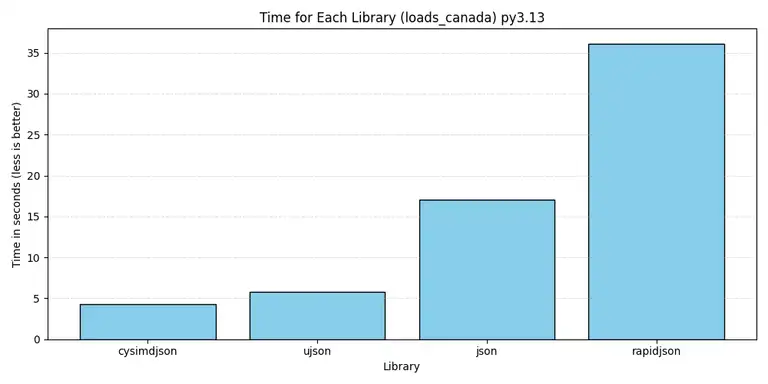 Time for Each Library (loads_canada) py3.13
Time in seconds (less is better)
35
30
25
20
15
10
5
0
cysimdjson
ujson
json
rapidjson
Library